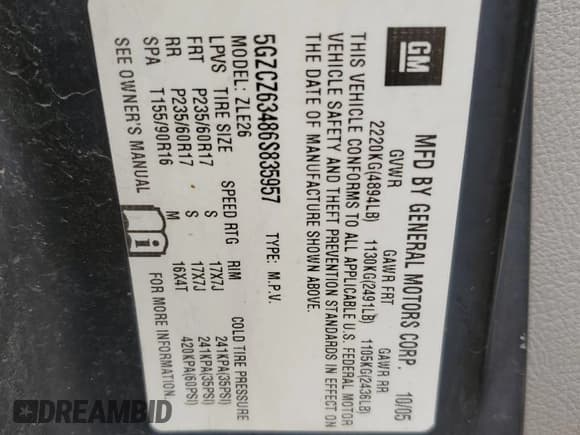 GM
MFD BY GENERAL MOTORS CORP. 10/05
GVWR GAWR FRT GAWR RR
2220KG(4894LB) 1130KG(2491LB) 1105KG(2436LB)
THIS VEHICLE CONFORMS TO ALL APPLICABLE U.S. FEDERAL MOTOR
VEHICLE SAFETY AND THEFT PREVENTION STANDARDS IN EFFECT ON
THE DATE OF MANUFACTURE SHOWN ABOVE.
5GZCZ63486S835957 TYPE: M.P.V.
MODEL: ZLE26
LPVS TIRE SIZE SPEED RTG RIM COLD TIRE PRESSURE
FRT P235/60R17 S 17X7J 241KPA(35PSI)
RR P235/60R17 S 17X7J 241KPA(35PSI)
SPA T155/90R16 M 16X4T 420KPA(60PSI)
SEE OWNER'S MANUAL i FOR MORE INFORMATION.
DREAMBID